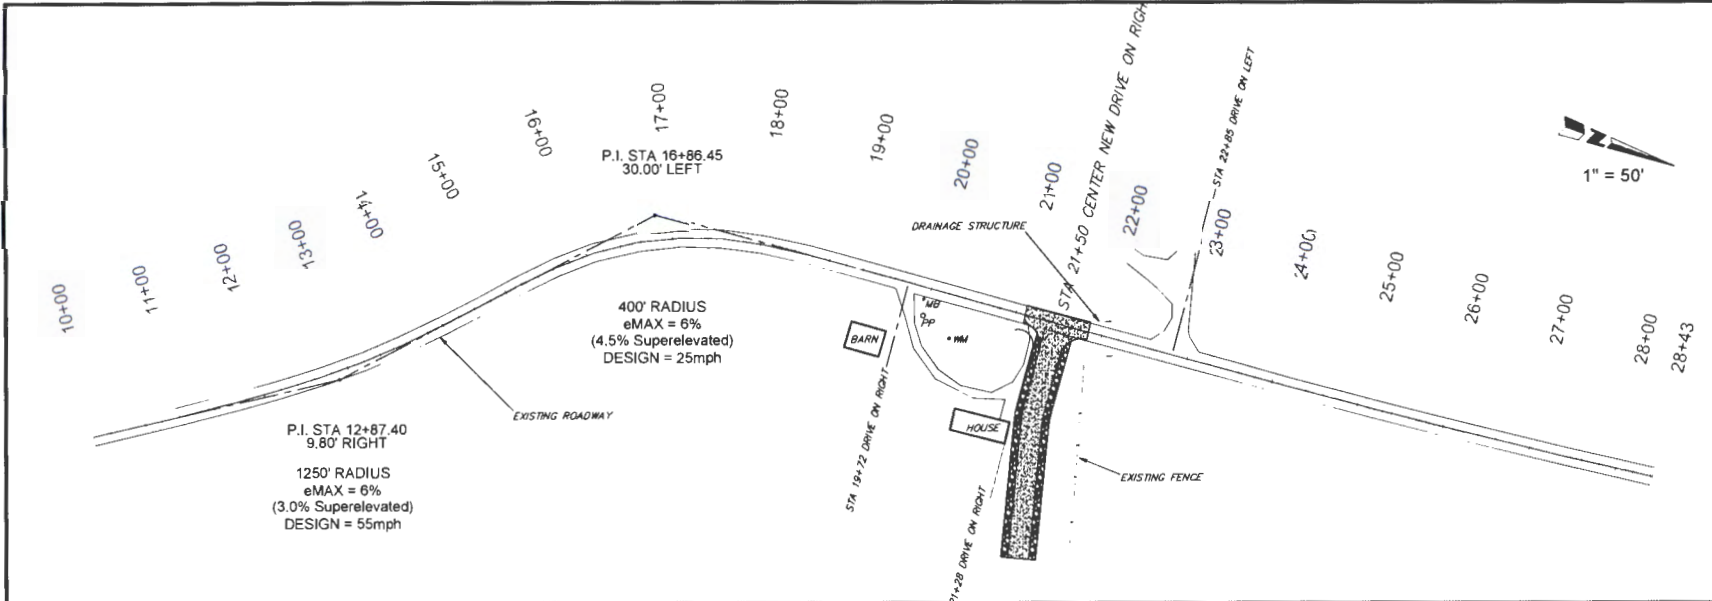 10+00
11+00
12+00
13+00
14+00
15+00
16+00
17+00
18+00
19+00
20+00
21+00
22+00
23+00
24+00
25+00
26+00
27+00
28+00
28+43
P.I. STA 16+86.45
30.00' LEFT
STA 21+50 CENTER NEW DRIVE ON RIGH
STA 22+85 DRIVE ON LEFT
N
1" = 50'
DRAINAGE STRUCTURE
400' RADIUS
eMAX = 6%
(4.5% Superelevated)
DESIGN = 25mph
MB
PP
WM
BARN
HOUSE
EXISTING ROADWAY
P.I. STA 12+87.40
9.80' RIGHT
1250' RADIUS
eMAX = 6%
(3.0% Superelevated)
DESIGN = 55mph
STA 19+72 DRIVE ON RIGHT
21+28 DRIVE ON RIGHT
EXISTING FENCE